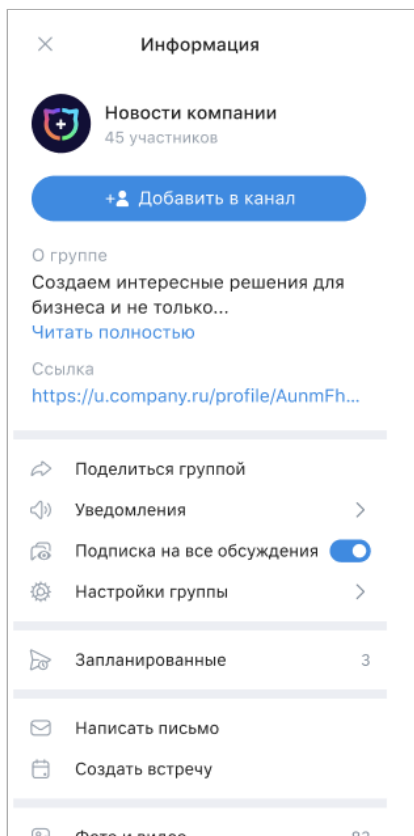 Информация
Новости компании
45 участников
Добавить в канал
О группе
Создаем интересные решения для
бизнеса и не только...
Читать полностью
Ссылка
https://u.company.ru/profile/AunmFh...
Поделиться группой
Уведомления
Подписка на все обсуждения
Настройки группы
Запланированные 3
Написать письмо
Создать встречу
Фото и видео